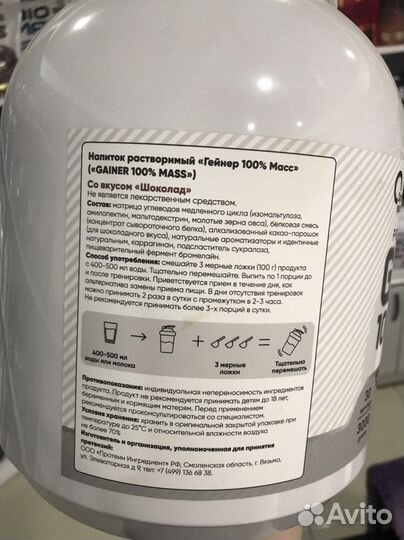 Напиток растворимый «Гейнер 100% Масс»
(«GAINER 100% MASS»)
Со вкусом «Шоколад»
Не является лекарственным средством.
Состав: матрица углеводов медленного цикла (изомальтулоза,
амилопектин, мальтодекстрин, молотые зерна овса), белковая смесь
(концентрат сывороточного белка), алкализованный какао-порошок
(для шоколадного вкуса), натуральные ароматизаторы и идентичные
натуральным, каррагинан, подсластитель сукралоза,
пищеварительный фермент бромелайн.
Способ употребления: смешайте 3 мерные ложки (100 г) продукта
с 400-500 мл воды. Тщательно перемешайте. Выпить по 1 порции до
и после тренировки. Приветствуется прием в течение дня, как
альтернатива замены приема пищи. В дни отсутствия тренировок
можно принимать 2 раза в сутки с промежутком в 2-3 часа.
Не рекомендуется принимать более 3-х порций в сутки.
400-500 мл
воды или молока
3 мерные
ложки
Тщательно
перемешать
Противопоказания: индивидуальная непереносимость ингредиентов
продукта. Продукт не рекомендуется принимать детям до 18 лет,
беременным и кормящим матерям. Перед применением
рекомендуется проконсультироваться со специалистом.
Условия хранения: хранить в оригинальной закрытой упаковке при
температуре до 25°C и относительной влажности воздуха
не более 70%
Изготовитель и организация, уполномоченная для принятия
претензий:
ООО «Протеин Ингредиент» РФ, Смоленская область, г. Вязьма,
ул. Элеваторная д 9, тел: +7 (499) 136 68 38.
Avito